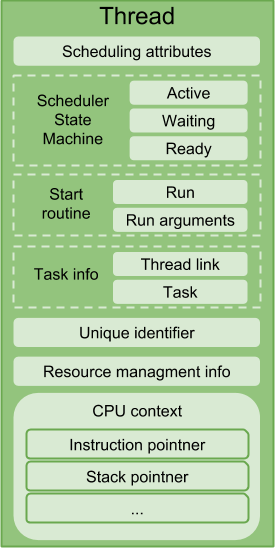 Thread
Scheduling attributes
Scheduler
State
Machine
Active
Waiting
Ready
Start
routine
Run
Run arguments
Task info
Thread link
Task
Unique identifier
Resource managment info
CPU context
Instruction pointner
Stack pointner
...